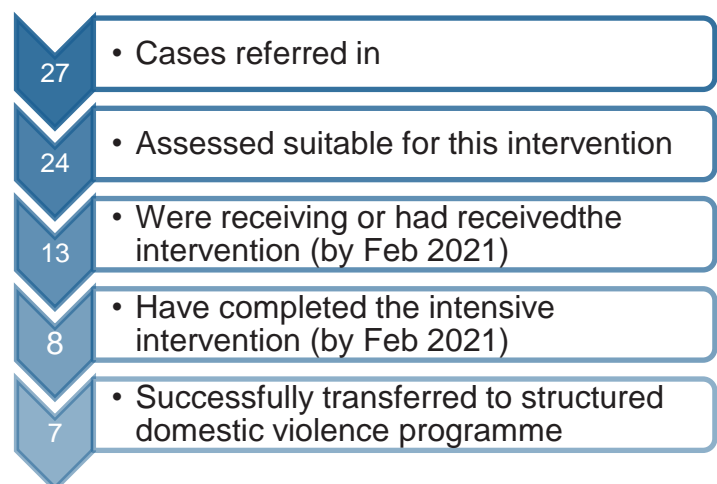 27
• Cases referred in
24
• Assessed suitable for this intervention
13
• Were receiving or had receivedthe
intervention (by Feb 2021)
8
• Have completed the intensive
intervention (by Feb 2021)
7
• Successfully transferred to structured
domestic violence programme